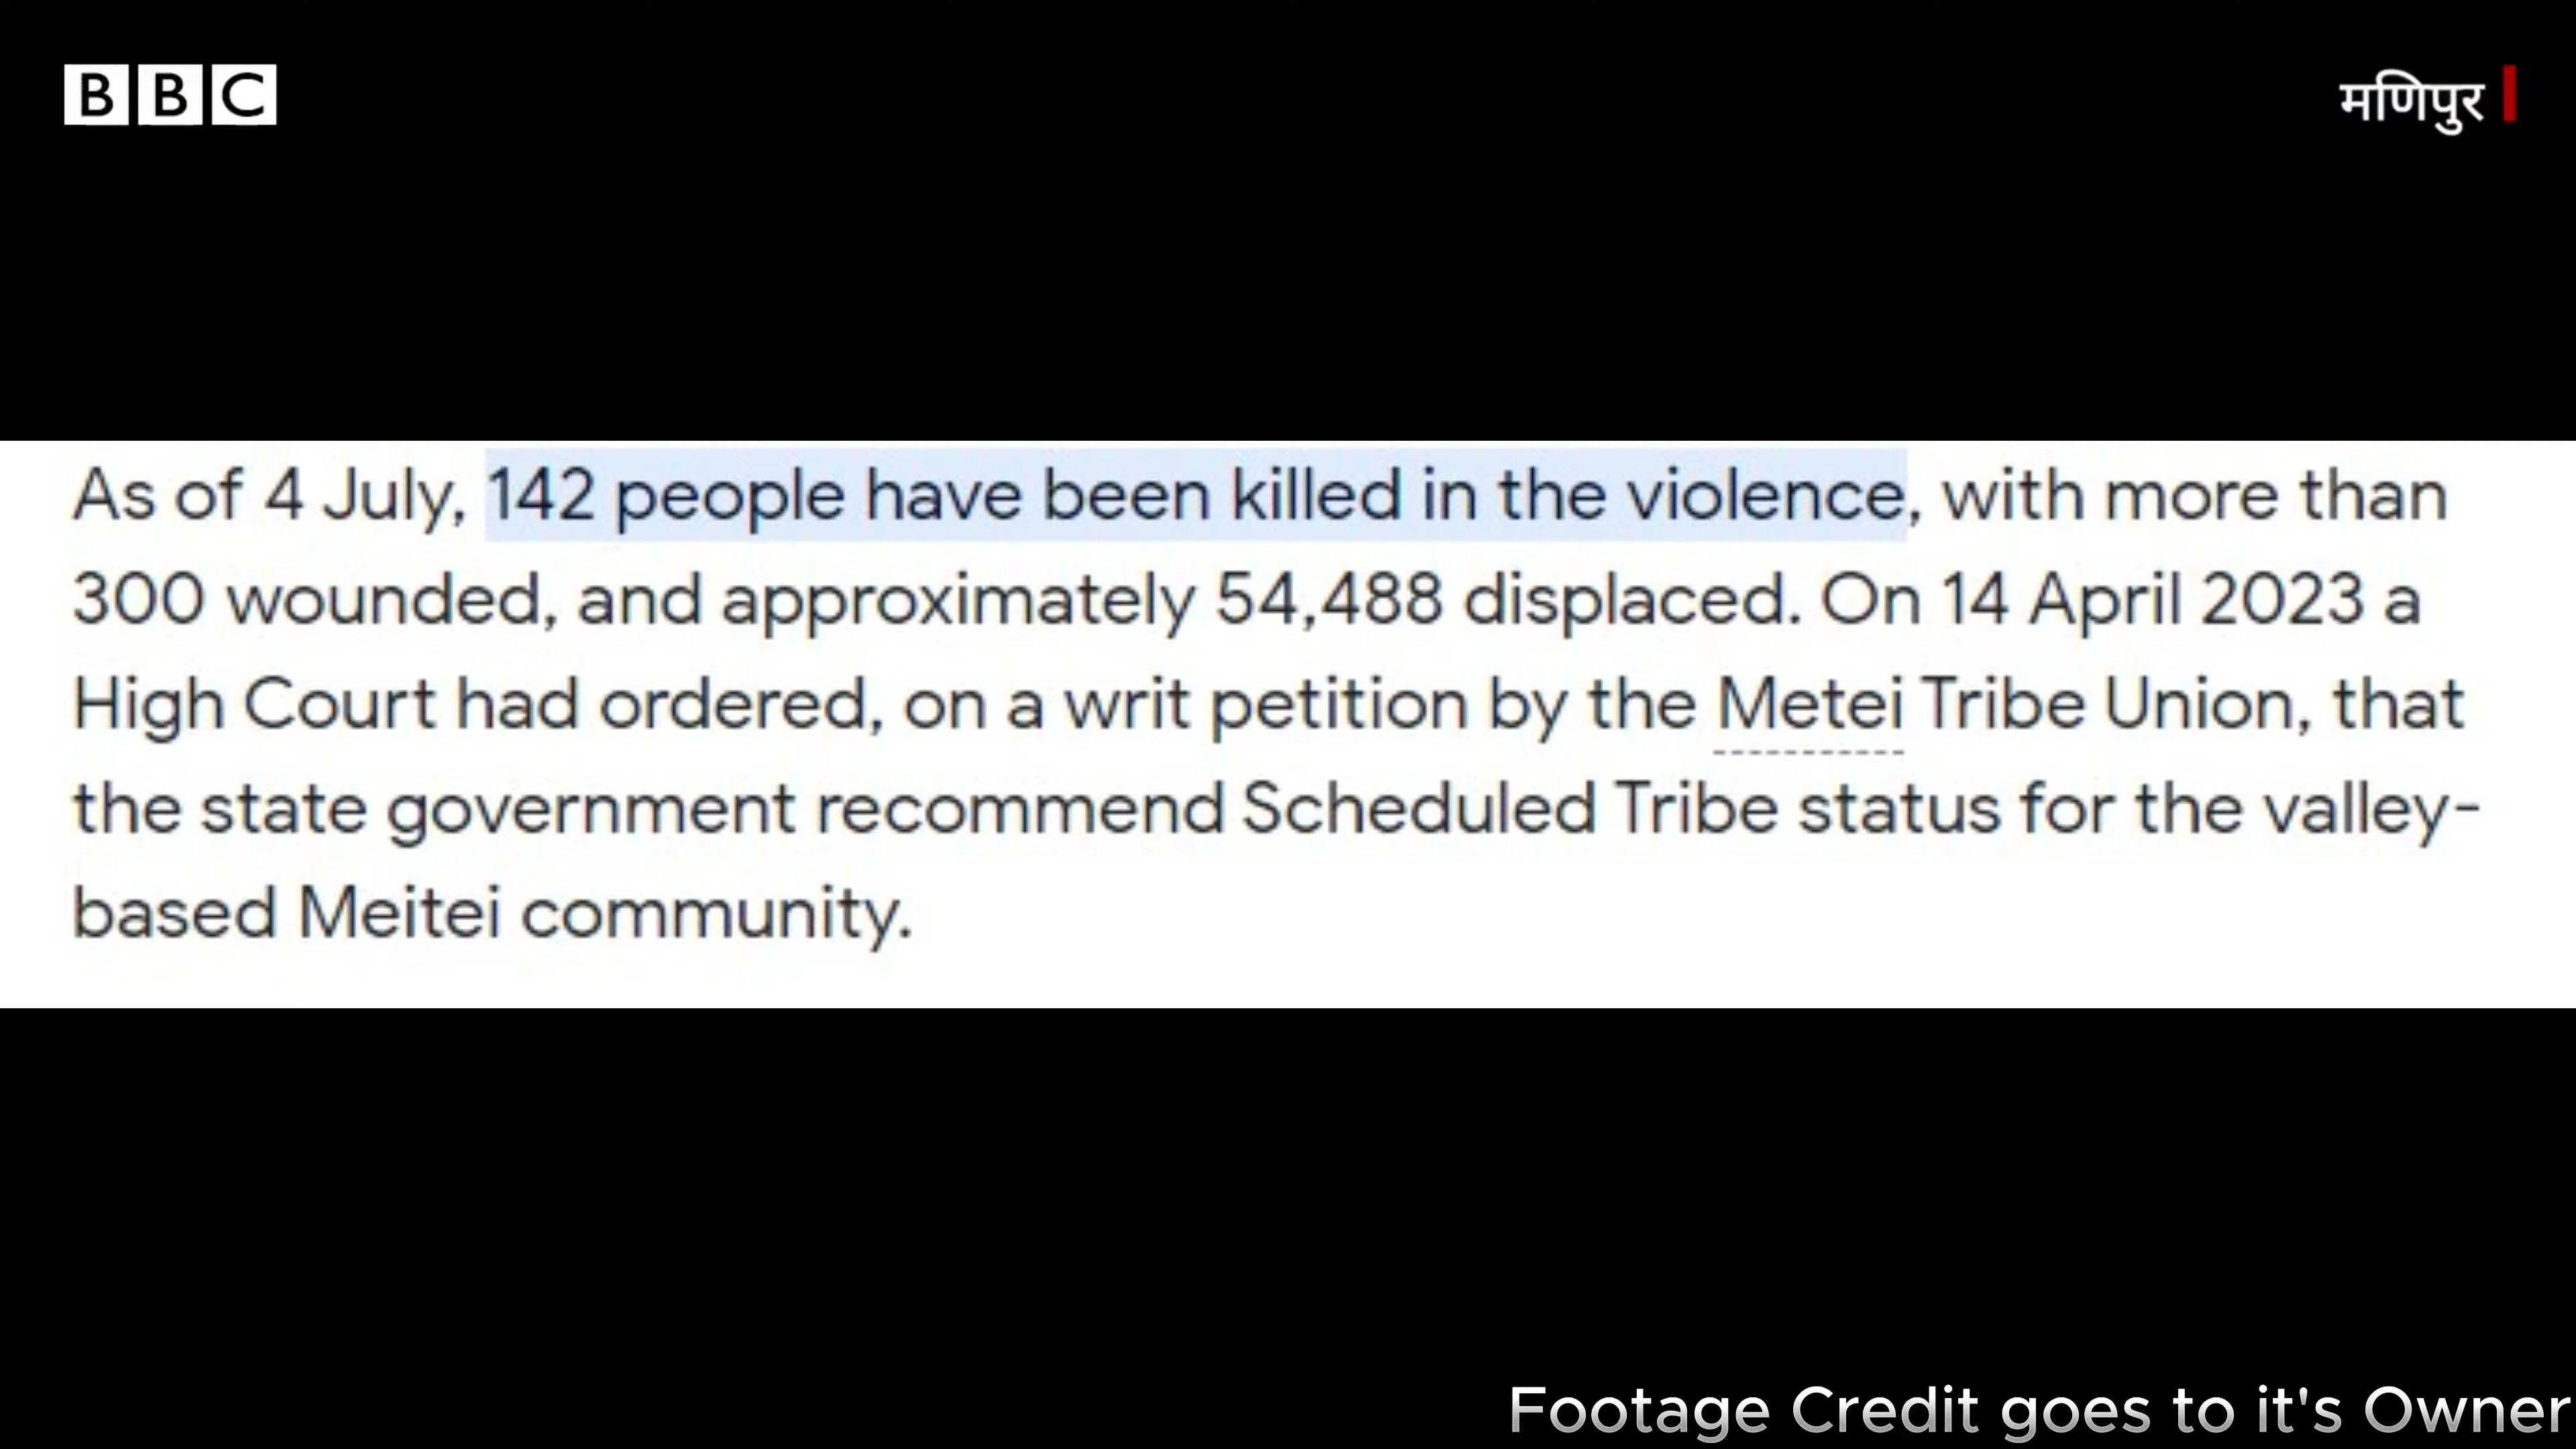 BBC
मणिपुर
As of 4 July, 142 people have been killed in the violence, with more than
300 wounded, and approximately 54,488 displaced. On 14 April 2023 a
High Court had ordered, on a writ petition by the Metei Tribe Union, that
the state government recommend Scheduled Tribe status for the valley-
based Meitei community.
Footage Credit goes to it's Owner